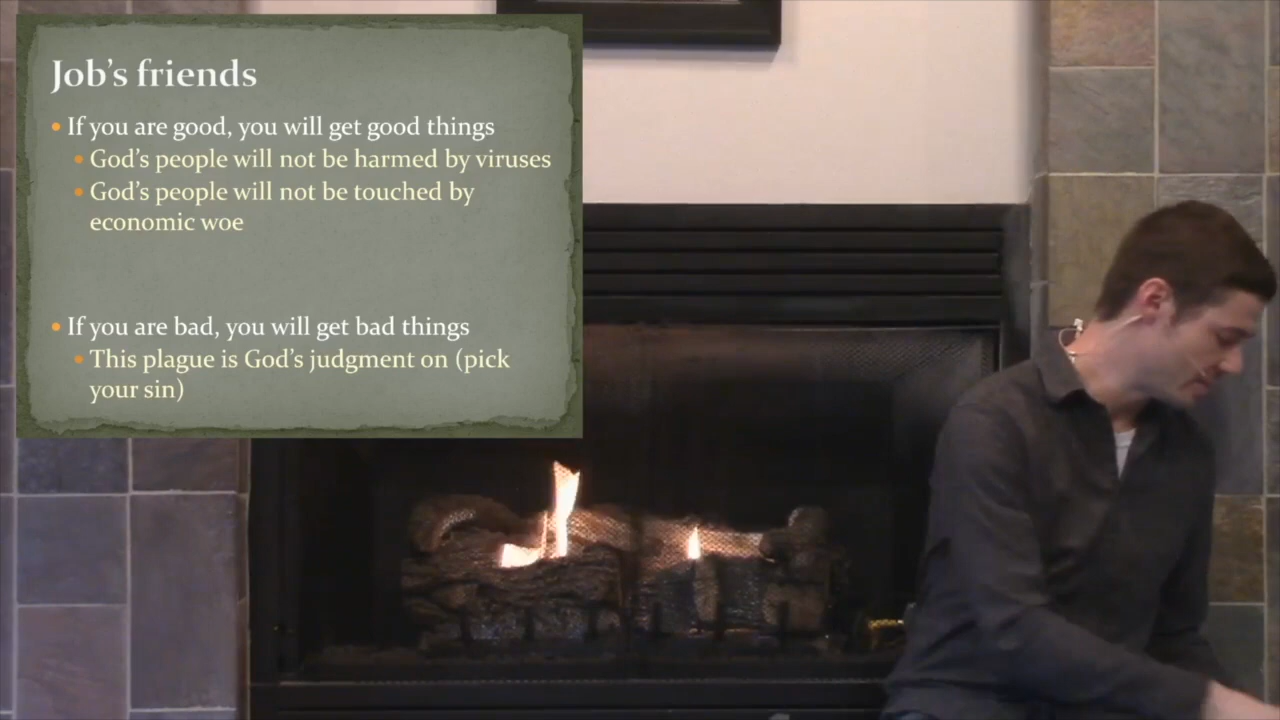 Job's friends
• If you are good, you will get good things
• God's people will not be harmed by viruses
• God's people will not be touched by
economic woe
• If you are bad, you will get bad things
• This plague is God's judgment on (pick
your sin)